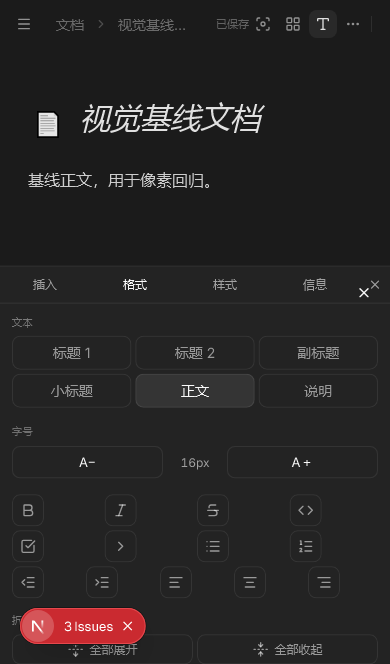 文档 > 视觉基线... 已保存 T ...
视觉基线文档
基线正文，用于像素回归。
插入 格式 样式 信息
文本
标题 1 标题 2 副标题
小标题 正文 说明
字号
A− 16px A+
B I S <>
N 3 Issues ×
全部展开 全部收起